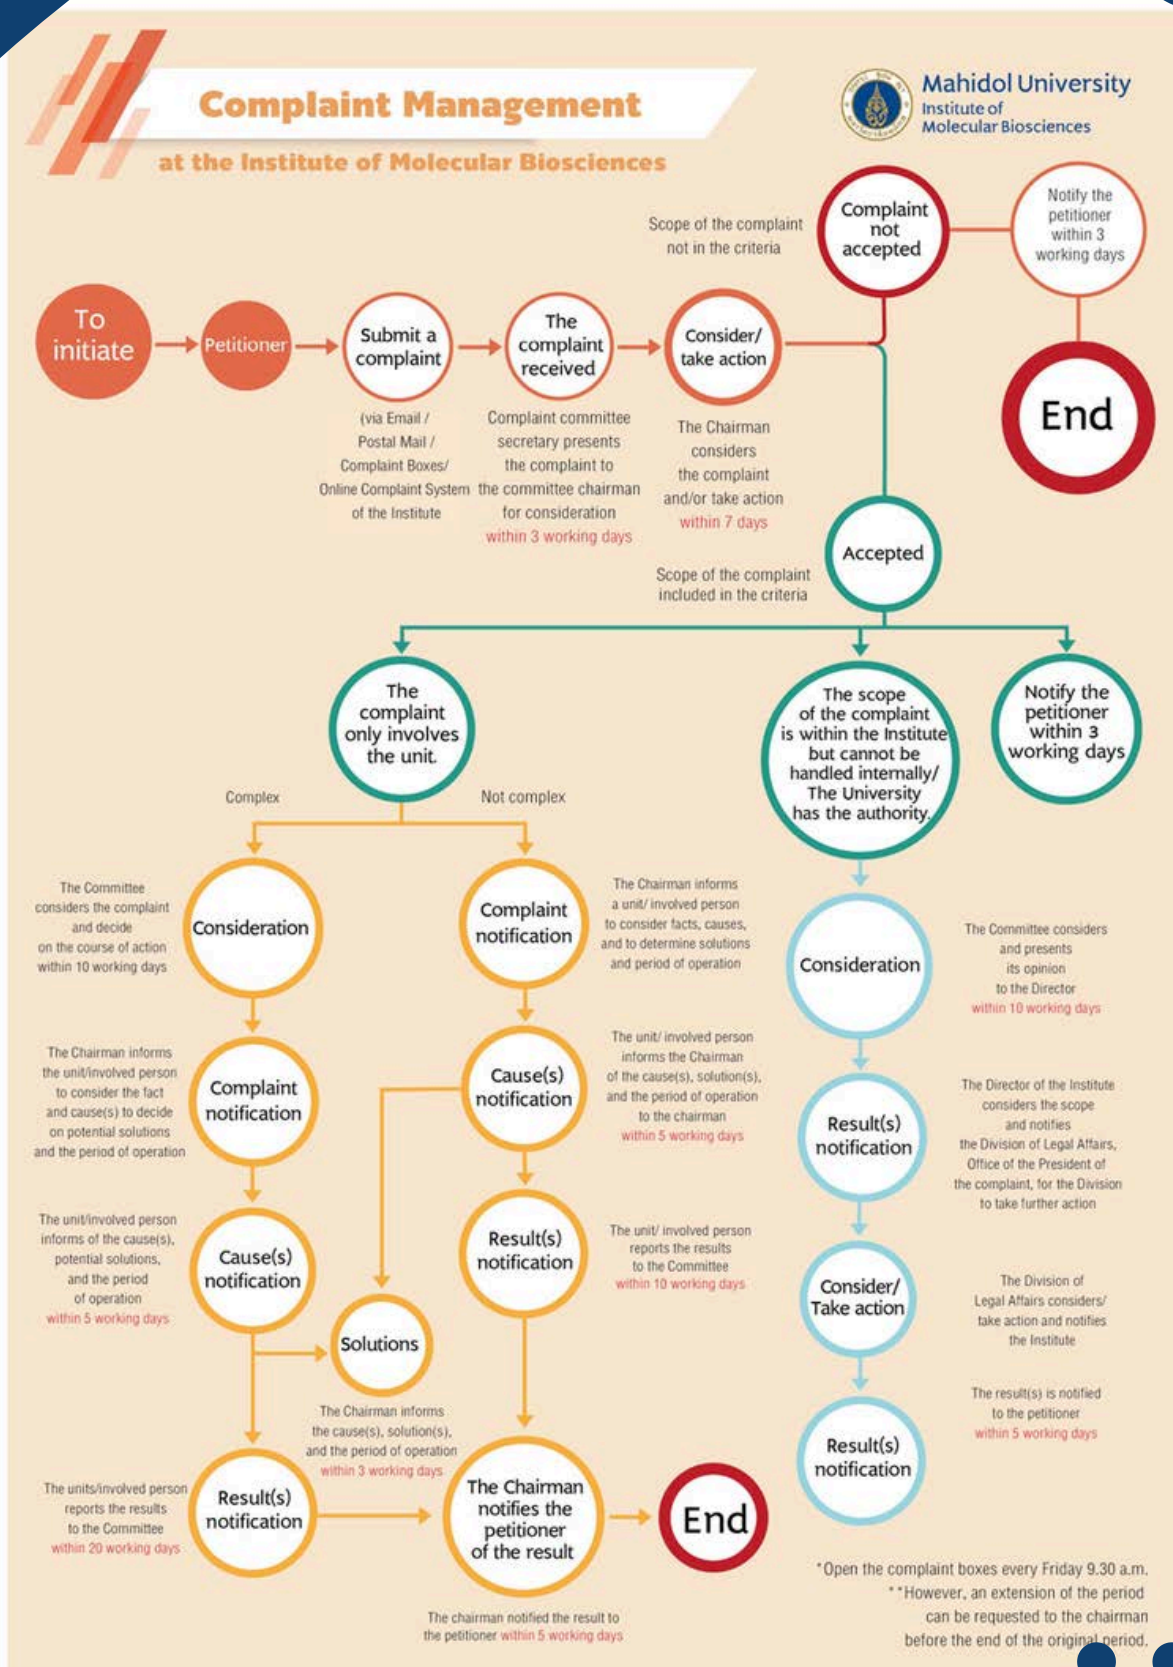 Complaint Management
at the Institute of Molecular Biosciences
Mahidol University
Institute of
Molecular Biosciences
Scope of the complaint
not in the criteria
Complaint
not
accepted
Notify the
petitioner
within 3
working days
End
To
initiate
Petitioner
Submit a
complaint
(via Email /
Postal Mail /
Complaint Boxes/
Online Complaint System
of the Institute
The
complaint
received
Complaint committee
secretary presents
the complaint to
the committee chairman
for consideration
within 3 working days
Consider/
take action
The Chairman
considers
the complaint
and/or take action
within 7 days
Accepted
Scope of the complaint
included in the criteria
The
complaint
only involves
the unit.
The scope
of the complaint
is within the Institute
but cannot be
handled internally/
The University
has the authority.
Notify the
petitioner
within 3
working days
Complex
Not complex
The Committee
considers the complaint
and decide
on the course of action
within 10 working days
Consideration
The Chairman informs
the unit/involved person
to consider the fact
and cause(s) to decide
on potential solutions
and the period of operation
Complaint
notification
The unit/involved person
informs of the cause(s),
potential solutions,
and the period
of operation
within 5 working days
Cause(s)
notification
Solutions
The Chairman informs
the cause(s), solution(s),
and the period of operation
within 3 working days
The units/involved person
reports the results
to the Committee
within 20 working days
Result(s)
notification
Complaint
notification
The Chairman informs
a unit/ involved person
to consider facts, causes,
and to determine solutions
and period of operation
Cause(s)
notification
The unit/ involved person
informs the Chairman
of the cause(s), solution(s),
and the period of operation
to the chairman
within 5 working days
Result(s)
notification
The unit/ involved person
reports the results
to the Committee
within 10 working days
The Chairman
notifies the
petitioner
of the result
The chairman notified the result to
the petitioner within 5 working days
End
Consideration
The Committee considers
and presents
its opinion
to the Director
within 10 working days
Result(s)
notification
The Director of the Institute
considers the scope
and notifies
the Division of Legal Affairs,
Office of the President of
the complaint, for the Division
to take further action
Consider/
Take action
The Division of
Legal Affairs considers/
take action and notifies
the Institute
Result(s)
notification
The result(s) is notified
to the petitioner
within 5 working days
*Open the complaint boxes every Friday 9.30 a.m.
**However, an extension of the period
can be requested to the chairman
before the end of the original period.